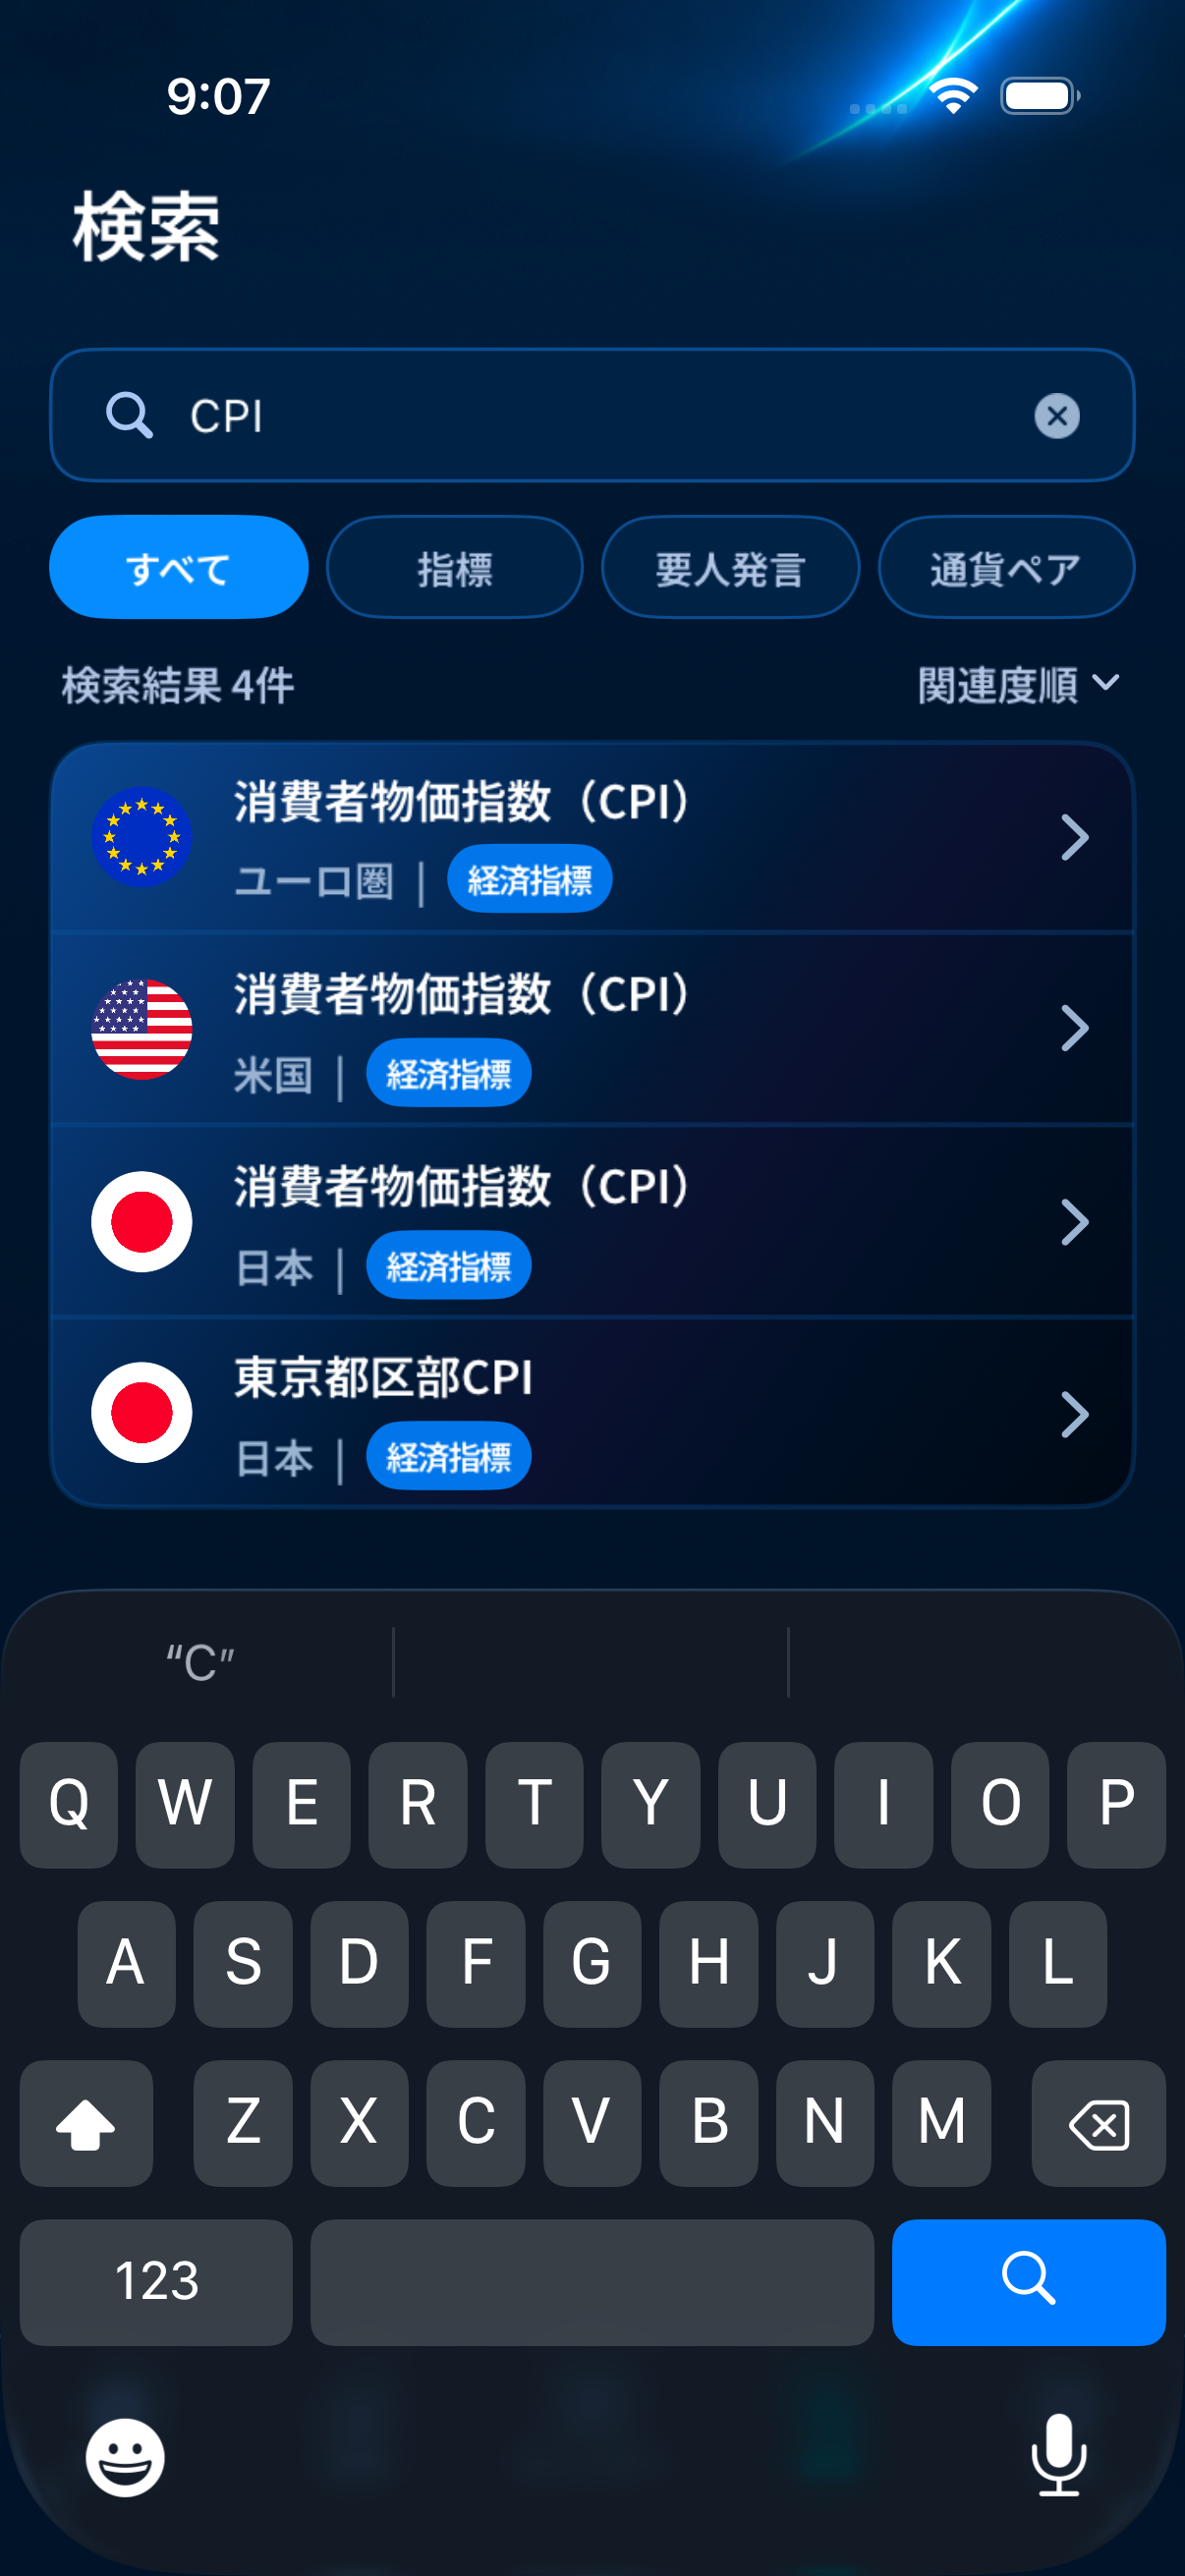 9:07
検索
CPI
すべて 指標 要人発言 通貨ペア
検索結果 4件 関連度順
消費者物価指数（CPI）
ユーロ圏 | 経済指標
消費者物価指数（CPI）
米国 | 経済指標
消費者物価指数（CPI）
日本 | 経済指標
東京都区部CPI
日本 | 経済指標
“C”
Q W E R T Y U I O P
A S D F G H J K L
Z X C V B N M
123